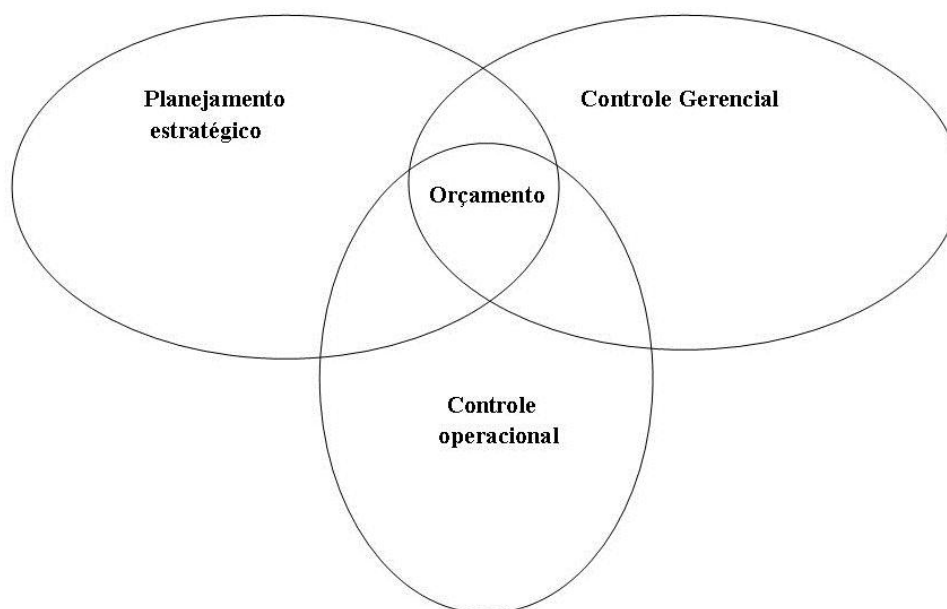 Planejamento
estratégico
Controle Gerencial
Orçamento
Controle
operacional